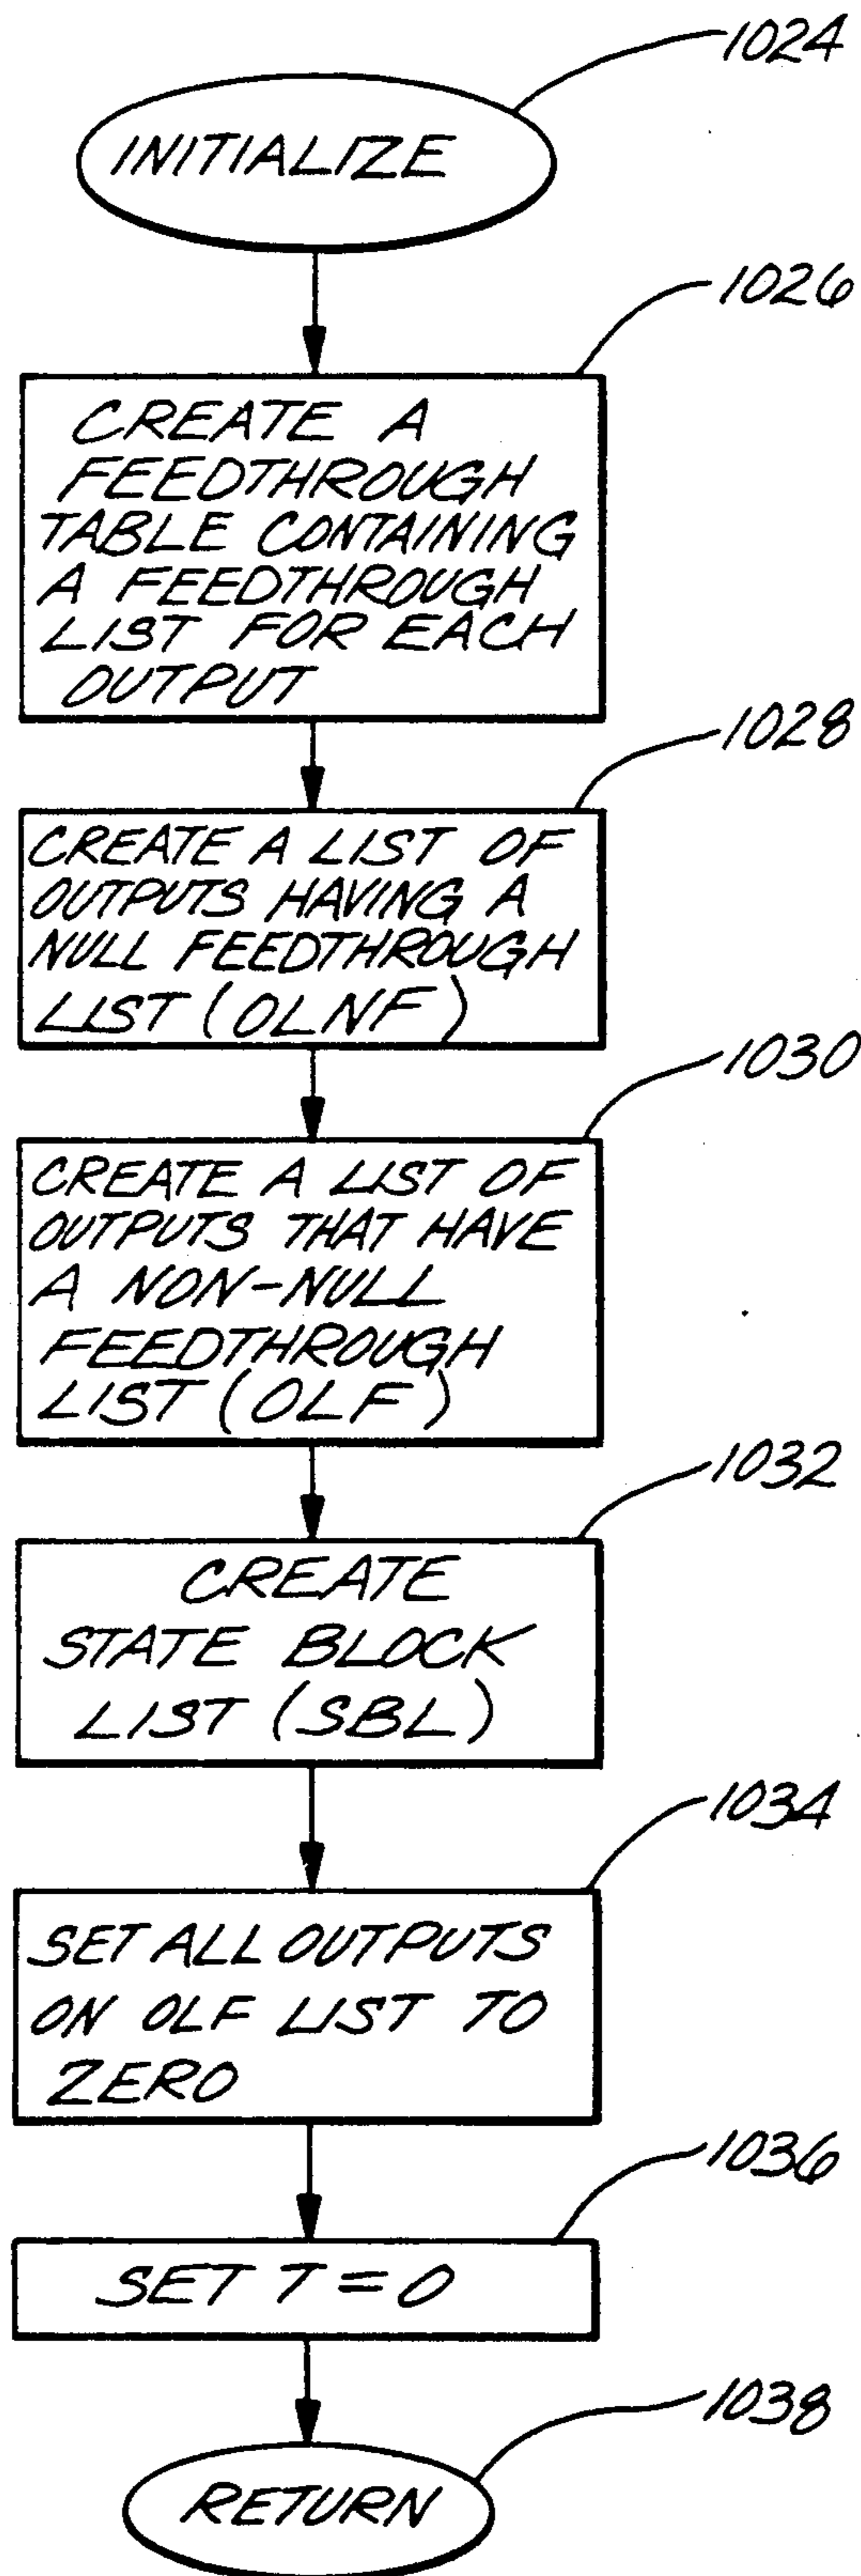 1024
INITIALIZE
1026
CREATE A
FEEDTHROUGH
TABLE CONTAINING
A FEEDTHROUGH
LIST FOR EACH
OUTPUT
1028
CREATE A LIST OF
OUTPUTS HAVING A
NULL FEEDTHROUGH
LIST (OLNF)
1030
CREATE A LIST OF
OUTPUTS THAT HAVE
A NON-NULL
FEEDTHROUGH
LIST (OLF)
1032
CREATE
STATE BLOCK
LIST (SBL)
1034
SET ALL OUTPUTS
ON OLF LIST TO
ZERO
1036
SET T = 0
1038
RETURN